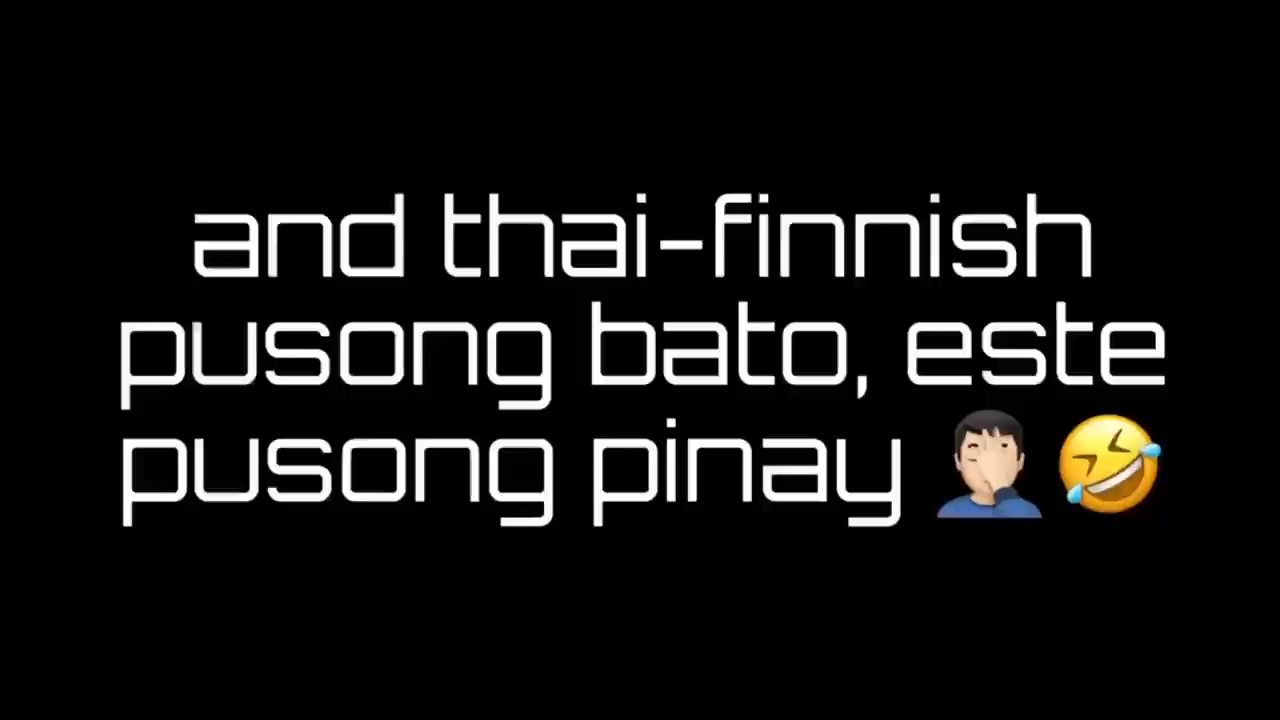 and thai-finnish
pusong bato, este
pusong pinay 🤦🏻‍♂️🤣